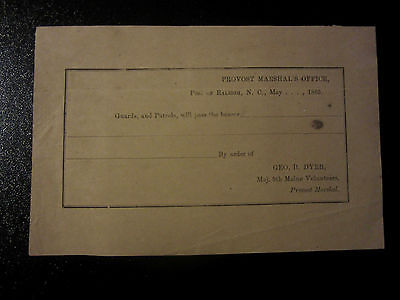 PROVOST MARSHAL'S OFFICE,
Post of Raleigh, N. C., May . . . . , 1865.
Guards, and Patrols, will pass the bearer
By order of
GEO. B. DYER,
Maj. 9th Maine Volunteers,
Provost Marshal.